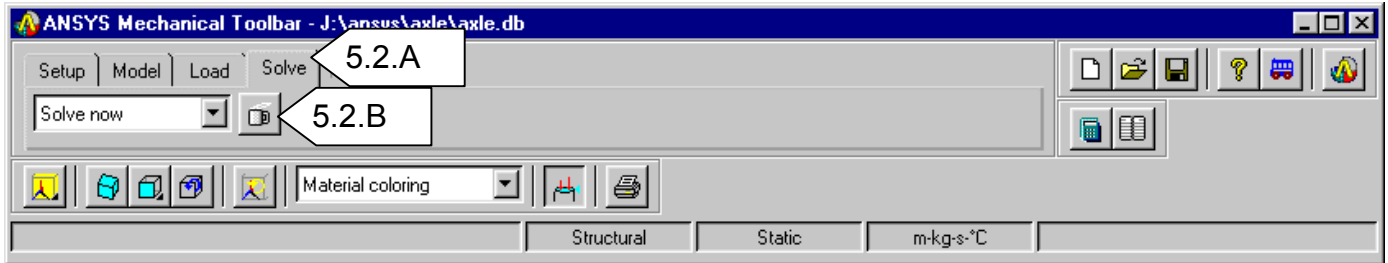 ANSYS Mechanical Toolbar - J:\ansys\axle\axle.db
Setup Model Load Solve 5.2.A
Solve now 5.2.B
Material coloring
Structural Static m-kg-s-°C